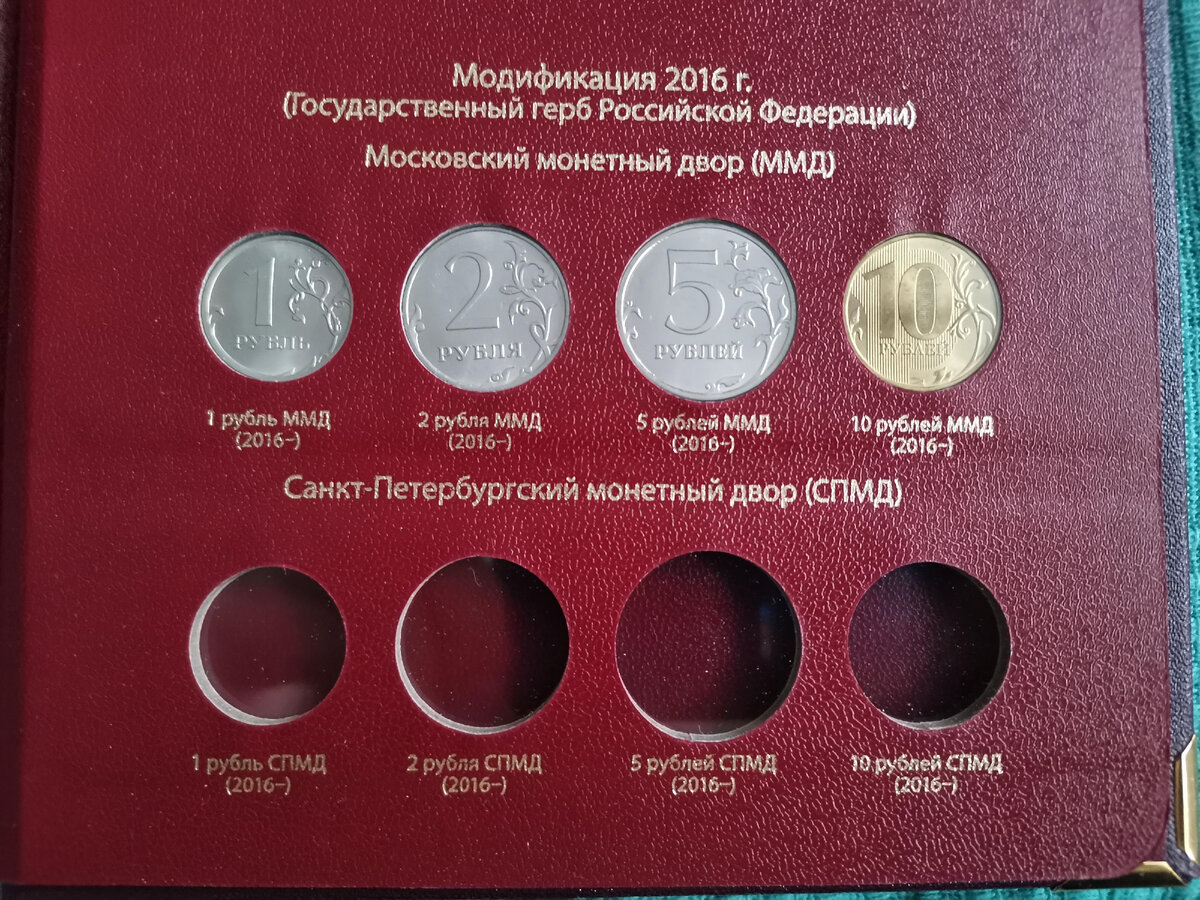 Модификация 2016 г.
(Государственный герб Российской Федерации)
Московский монетный двор (ММД)
1
РУБЛЬ
2
РУБЛЯ
5
РУБЛЕЙ
10
РУБЛЕЙ
1 рубль ММД
(2016–)
2 рубля ММД
(2016–)
5 рублей ММД
(2016–)
10 рублей ММД
(2016–)
Санкт-Петербургский монетный двор (СПМД)
1 рубль СПМД
(2016–)
2 рубля СПМД
(2016–)
5 рублей СПМД
(2016–)
10 рублей СПМД
(2016–)